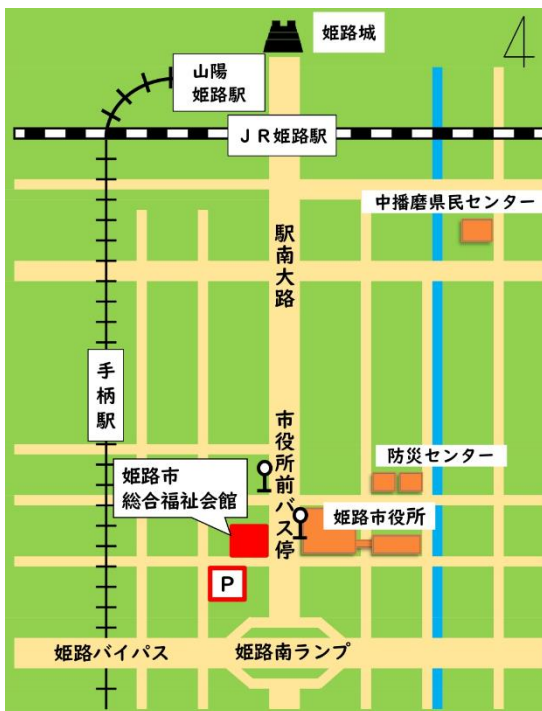 姫路城
山陽
姫路駅
JR姫路駅
中播磨県民センター
駅南大路
手柄駅
市役所前バス停
防災センター
姫路市
総合福祉会館
姫路市役所
P
姫路バイパス
姫路南ランプ